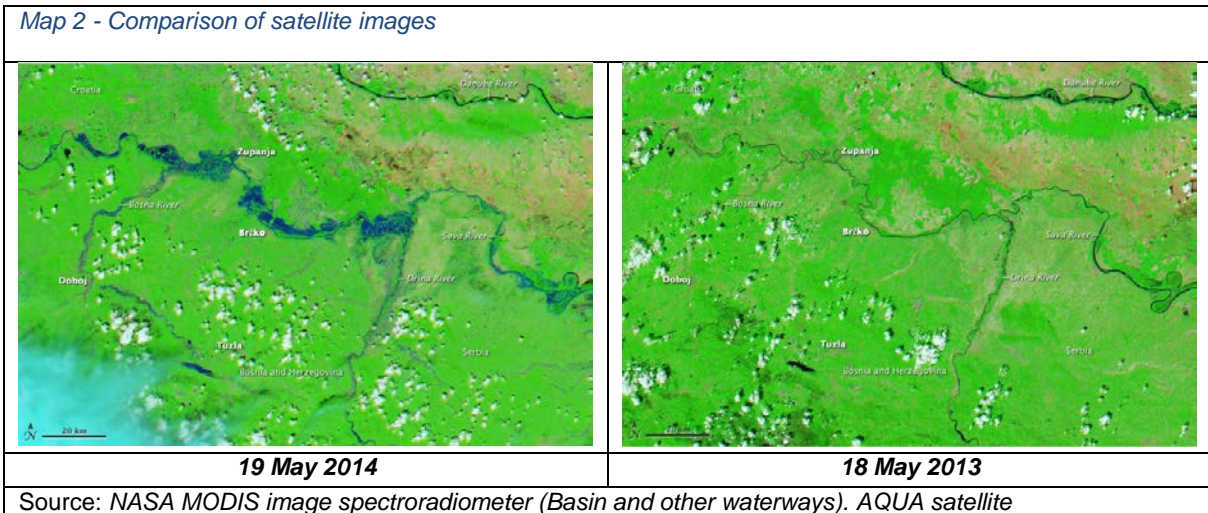 Map 2 - Comparison of satellite images
Croatia
Danube River
Zupanja
Bosna River
Brčko
Sava River
Doboj
Drina River
Tuzla
Serbia
Bosnia and Herzegovina
N
20 km
Croatia
Danube River
Zupanja
Bosna River
Brčko
Sava River
Doboj
Drina River
Tuzla
Serbia
Bosnia and Herzegovina
N
19 May 2014
18 May 2013
Source: NASA MODIS image spectroradiometer (Basin and other waterways). AQUA satellite